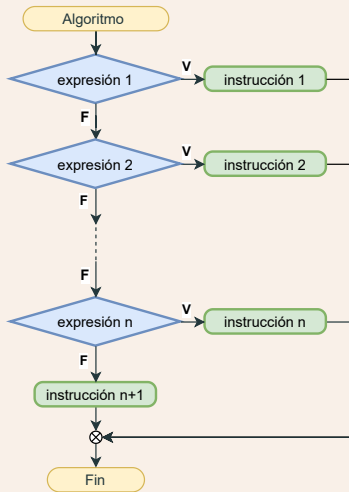 Algoritmo
expresión 1
V
instrucción 1
F
expresión 2
V
instrucción 2
F
F
expresión n
V
instrucción n
F
instrucción n+1
Fin